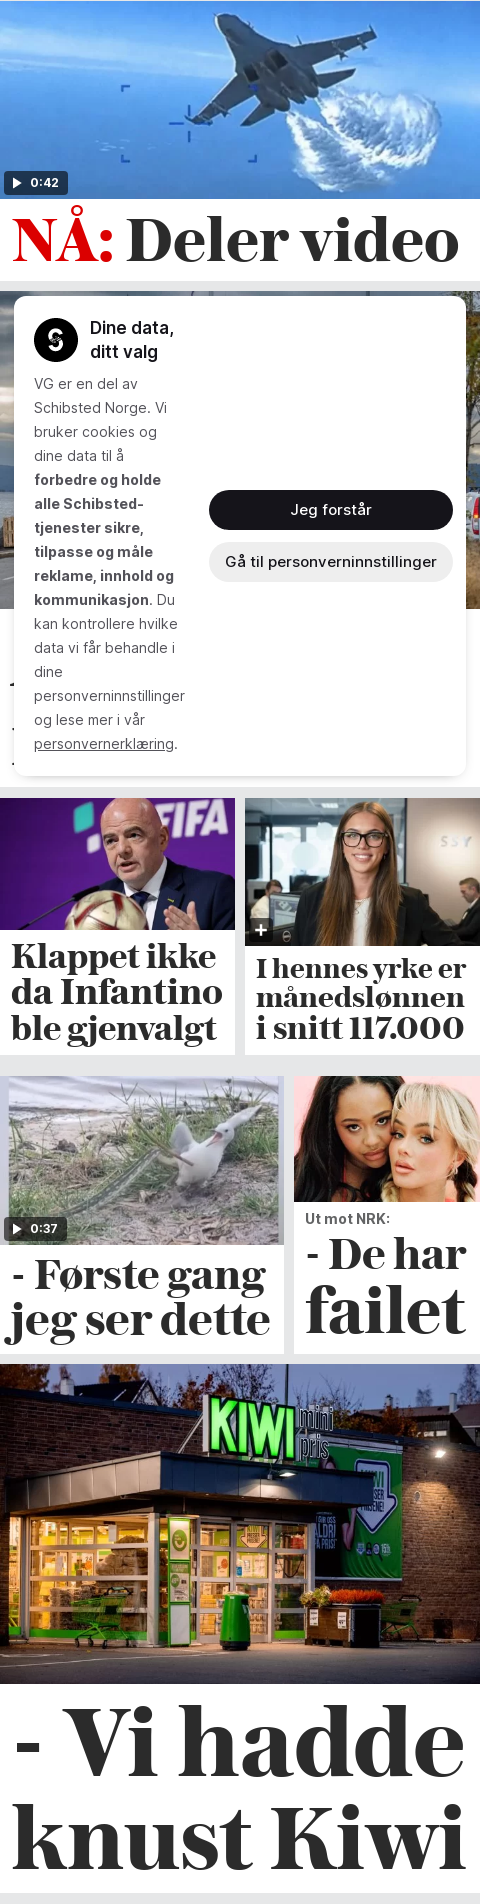 0:42
NÅ: Deler video
Dine data,
ditt valg
VG er en del av
Schibsted Norge. Vi
bruker cookies og
dine data til å
forbedre og holde
alle Schibsted-
tjenester sikre,
tilpasse og måle
reklame, innhold og
kommunikasjon. Du
kan kontrollere hvilke
data vi får behandle i
dine
personverninnstillinger
og lese mer i vår
personvernerklæring.
Jeg forstår
Gå til personverninnstillinger
FIFA
SSY
Klappet ikke
da Infantino
ble gjenvalgt
I hennes yrke er
månedslønnen
i snitt 117.000
0:37
- Første gang
jeg ser dette
Ut mot NRK:
- De har
failet
KIWI mini
pris
- Vi hadde
knust Kiwi